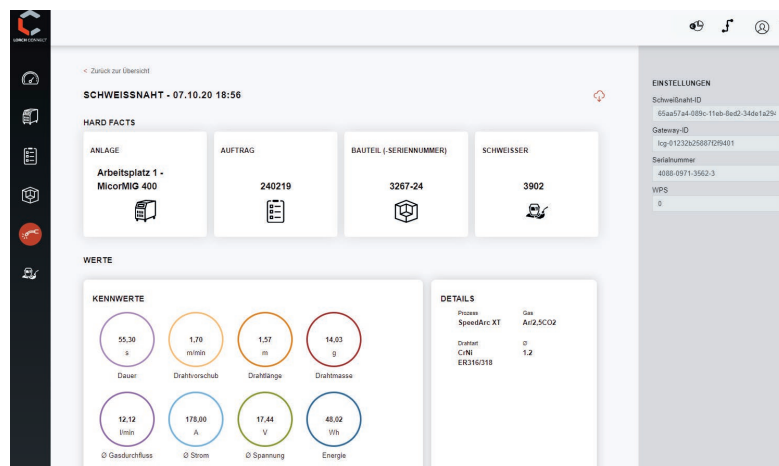 LORCH CONNECT
< Zurück zur Übersicht
SCHWEISSNAHT - 07.10.20 18:56
HARD FACTS
ANLAGE
Arbeitsplatz 1 -
MicorMIG 400
AUFTRAG
240219
BAUTEIL (-SERIENNUMMER)
3267-24
SCHWEISSER
3902
WERTE
KENNWERTE
55,30
s
Dauer
1,70
m/min
Drahtvorschub
1,57
m
Drahtlänge
14,03
g
Drahtmasse
12,12
l/min
Ø Gasdurchfluss
178,00
A
Ø Strom
17,44
V
Ø Spannung
48,02
Wh
Energie
DETAILS
Prozess
SpeedArc XT
Gas
Ar/2,5CO2
Drahtart
CrNi
ER316/318
Ø
1.2
EINSTELLUNGEN
Schweißnaht-ID
65aa57a4-089c-11eb-8ed2-34de1a294
Gateway-ID
lcg-01232b25887f2f9401
Serialnummer
4088-0971-3562-3
WPS
0